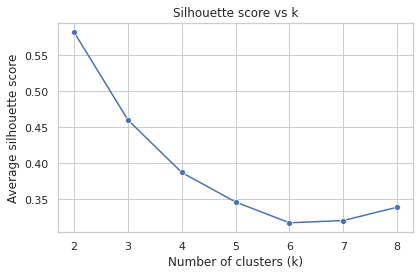 Silhouette score vs k
Average silhouette score
0.55
0.50
0.45
0.40
0.35
2 3 4 5 6 7 8
Number of clusters (k)